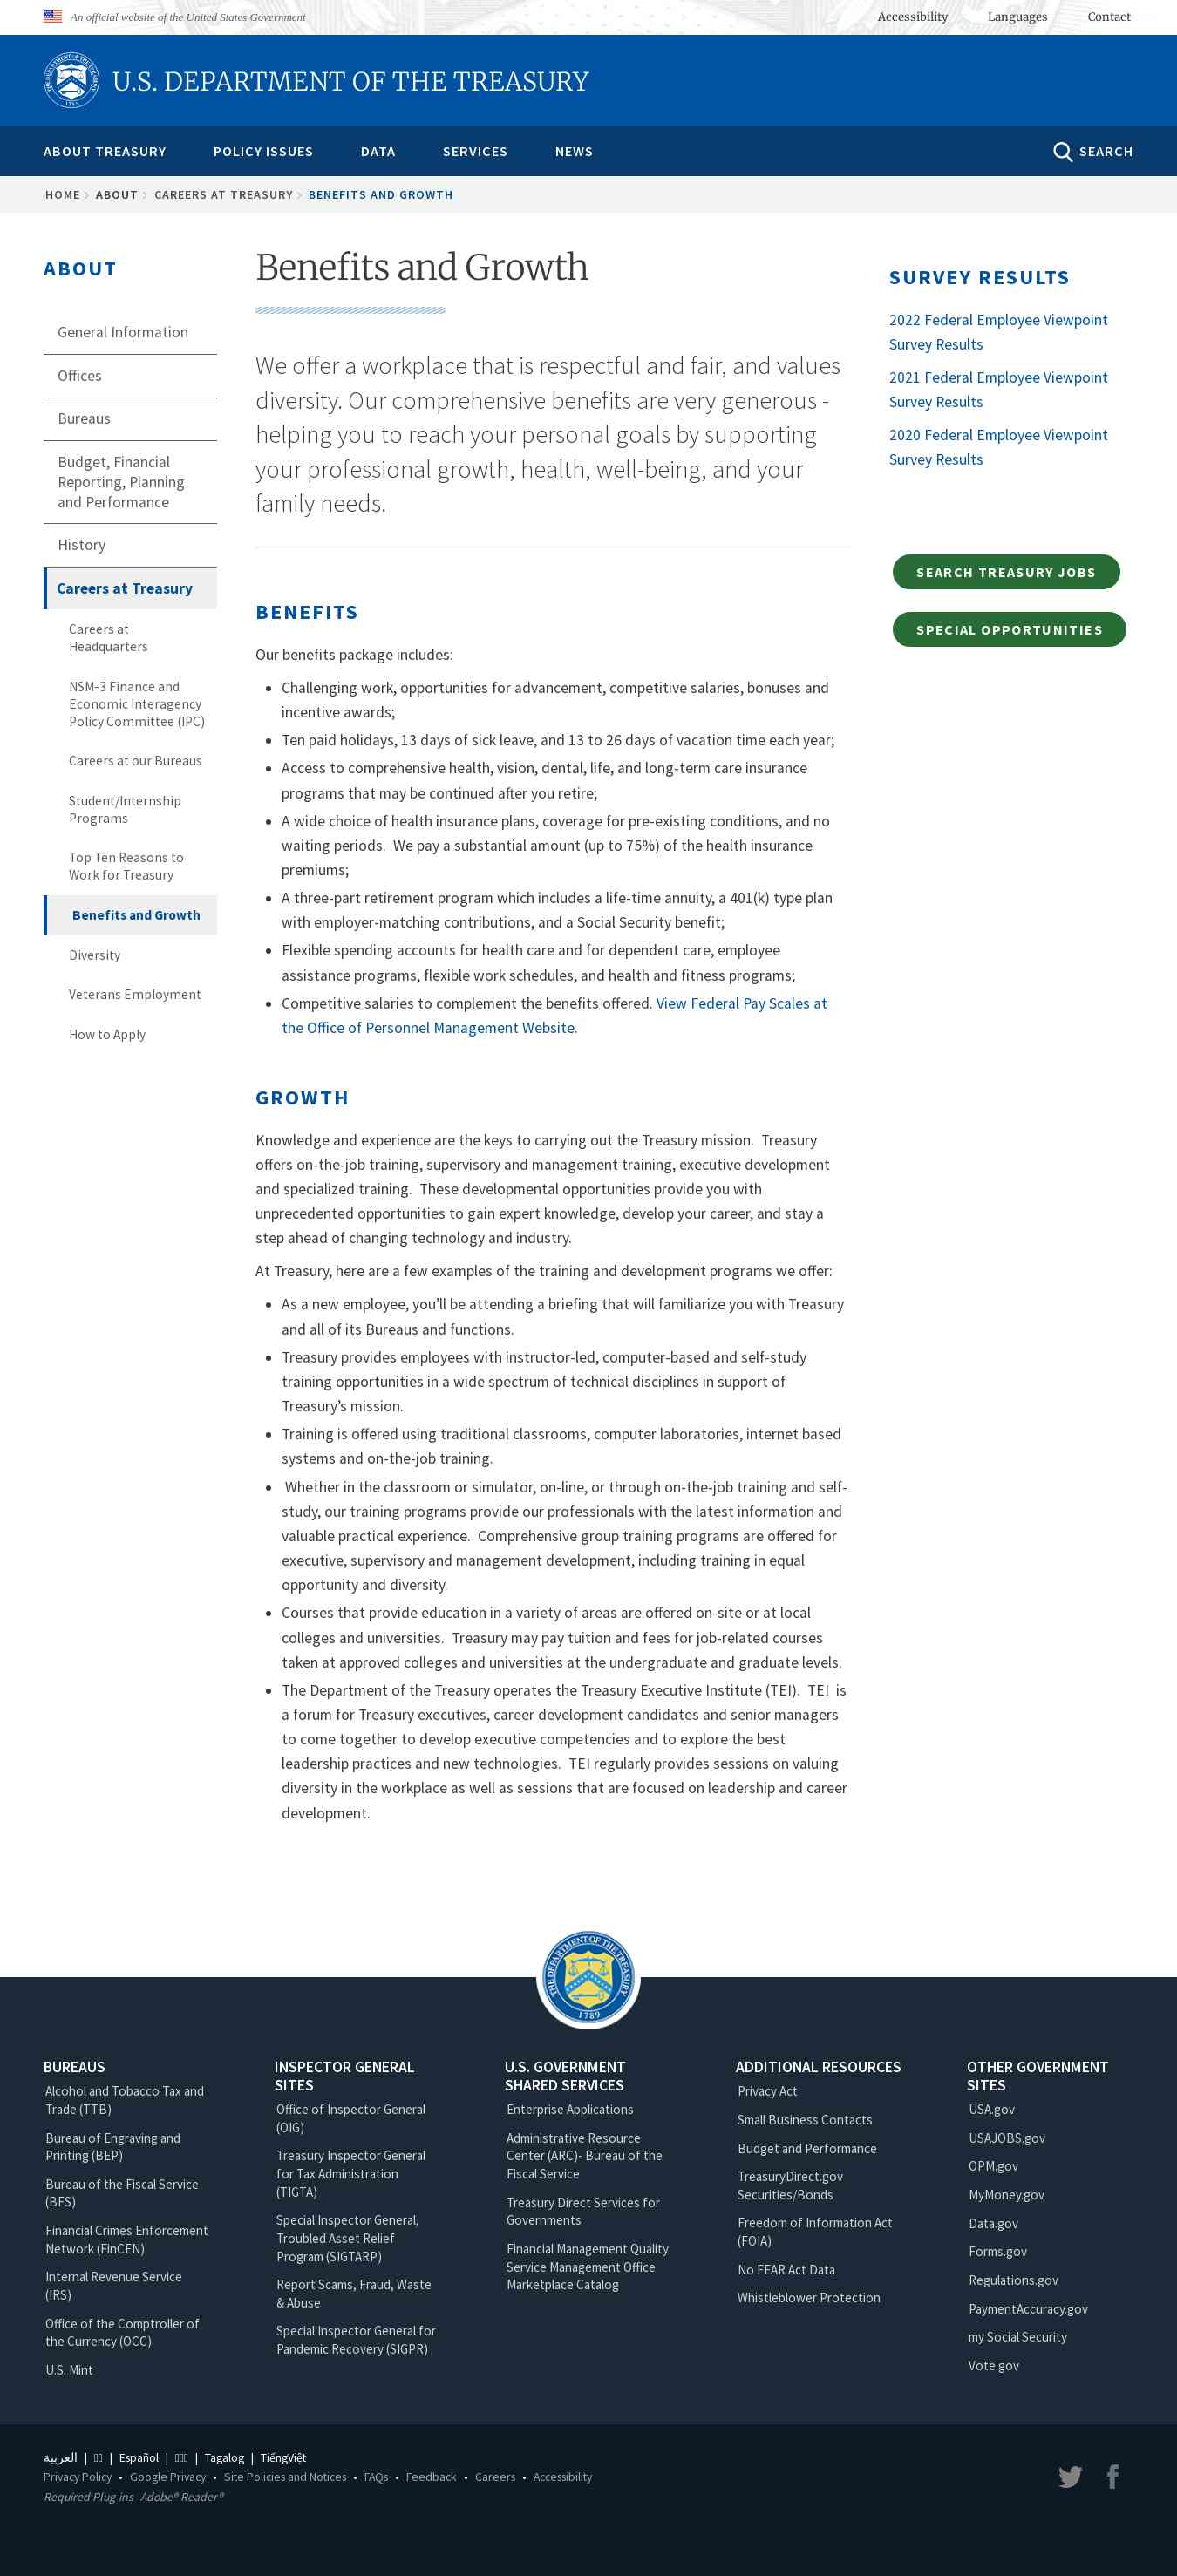 An official website of the United States Government
Accessibility Languages Contact
U.S. DEPARTMENT OF THE TREASURY
ABOUT TREASURY POLICY ISSUES DATA SERVICES NEWS SEARCH
HOME > ABOUT > CAREERS AT TREASURY > BENEFITS AND GROWTH
ABOUT
General Information
Offices
Bureaus
Budget, Financial
Reporting, Planning
and Performance
History
Careers at Treasury
Careers at
Headquarters
NSM-3 Finance and
Economic Interagency
Policy Committee (IPC)
Careers at our Bureaus
Student/Internship
Programs
Top Ten Reasons to
Work for Treasury
Benefits and Growth
Diversity
Veterans Employment
How to Apply
Benefits and Growth
We offer a workplace that is respectful and fair, and values
diversity. Our comprehensive benefits are very generous -
helping you to reach your personal goals by supporting
your professional growth, health, well-being, and your
family needs.
BENEFITS
Our benefits package includes:
• Challenging work, opportunities for advancement, competitive salaries, bonuses and
incentive awards;
• Ten paid holidays, 13 days of sick leave, and 13 to 26 days of vacation time each year;
• Access to comprehensive health, vision, dental, life, and long-term care insurance
programs that may be continued after you retire;
• A wide choice of health insurance plans, coverage for pre-existing conditions, and no
waiting periods.  We pay a substantial amount (up to 75%) of the health insurance
premiums;
• A three-part retirement program which includes a life-time annuity, a 401(k) type plan
with employer-matching contributions, and a Social Security benefit;
• Flexible spending accounts for health care and for dependent care, employee
assistance programs, flexible work schedules, and health and fitness programs;
• Competitive salaries to complement the benefits offered. View Federal Pay Scales at
the Office of Personnel Management Website.
GROWTH
Knowledge and experience are the keys to carrying out the Treasury mission.  Treasury
offers on-the-job training, supervisory and management training, executive development
and specialized training.  These developmental opportunities provide you with
unprecedented opportunities to gain expert knowledge, develop your career, and stay a
step ahead of changing technology and industry.
At Treasury, here are a few examples of the training and development programs we offer:
• As a new employee, you’ll be attending a briefing that will familiarize you with Treasury
and all of its Bureaus and functions.
• Treasury provides employees with instructor-led, computer-based and self-study
training opportunities in a wide spectrum of technical disciplines in support of
Treasury’s mission.
• Training is offered using traditional classrooms, computer laboratories, internet based
systems and on-the-job training.
• Whether in the classroom or simulator, on-line, or through on-the-job training and self-
study, our training programs provide our professionals with the latest information and
valuable practical experience.  Comprehensive group training programs are offered for
executive, supervisory and management development, including training in equal
opportunity and diversity.
• Courses that provide education in a variety of areas are offered on-site or at local
colleges and universities.  Treasury may pay tuition and fees for job-related courses
taken at approved colleges and universities at the undergraduate and graduate levels.
• The Department of the Treasury operates the Treasury Executive Institute (TEI).  TEI  is
a forum for Treasury executives, career development candidates and senior managers
to come together to develop executive competencies and to explore the best
leadership practices and new technologies.  TEI regularly provides sessions on valuing
diversity in the workplace as well as sessions that are focused on leadership and career
development.
SURVEY RESULTS
2022 Federal Employee Viewpoint
Survey Results
2021 Federal Employee Viewpoint
Survey Results
2020 Federal Employee Viewpoint
Survey Results
SEARCH TREASURY JOBS
SPECIAL OPPORTUNITIES
THE DEPARTMENT OF THE TREASURY
1789
BUREAUS
Alcohol and Tobacco Tax and
Trade (TTB)
Bureau of Engraving and
Printing (BEP)
Bureau of the Fiscal Service
(BFS)
Financial Crimes Enforcement
Network (FinCEN)
Internal Revenue Service
(IRS)
Office of the Comptroller of
the Currency (OCC)
U.S. Mint
INSPECTOR GENERAL
SITES
Office of Inspector General
(OIG)
Treasury Inspector General
for Tax Administration
(TIGTA)
Special Inspector General,
Troubled Asset Relief
Program (SIGTARP)
Report Scams, Fraud, Waste
& Abuse
Special Inspector General for
Pandemic Recovery (SIGPR)
U.S. GOVERNMENT
SHARED SERVICES
Enterprise Applications
Administrative Resource
Center (ARC)- Bureau of the
Fiscal Service
Treasury Direct Services for
Governments
Financial Management Quality
Service Management Office
Marketplace Catalog
ADDITIONAL RESOURCES
Privacy Act
Small Business Contacts
Budget and Performance
TreasuryDirect.gov
Securities/Bonds
Freedom of Information Act
(FOIA)
No FEAR Act Data
Whistleblower Protection
OTHER GOVERNMENT
SITES
USA.gov
USAJOBS.gov
OPM.gov
MyMoney.gov
Data.gov
Forms.gov
Regulations.gov
PaymentAccuracy.gov
my Social Security
Vote.gov
العربية | | Español | | Tagalog | TiếngViệt
Privacy Policy • Google Privacy • Site Policies and Notices • FAQs • Feedback • Careers • Accessibility
Required Plug-ins Adobe® Reader®